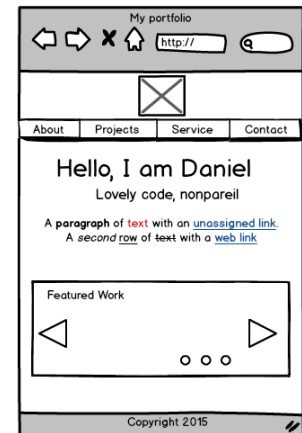 My portfolio
http://
About Projects Service Contact
Hello, I am Daniel
Lovely code, nonpareil
A paragraph of text with an unassigned link.
A second row of text with a web link
Featured Work
Copyright 2015